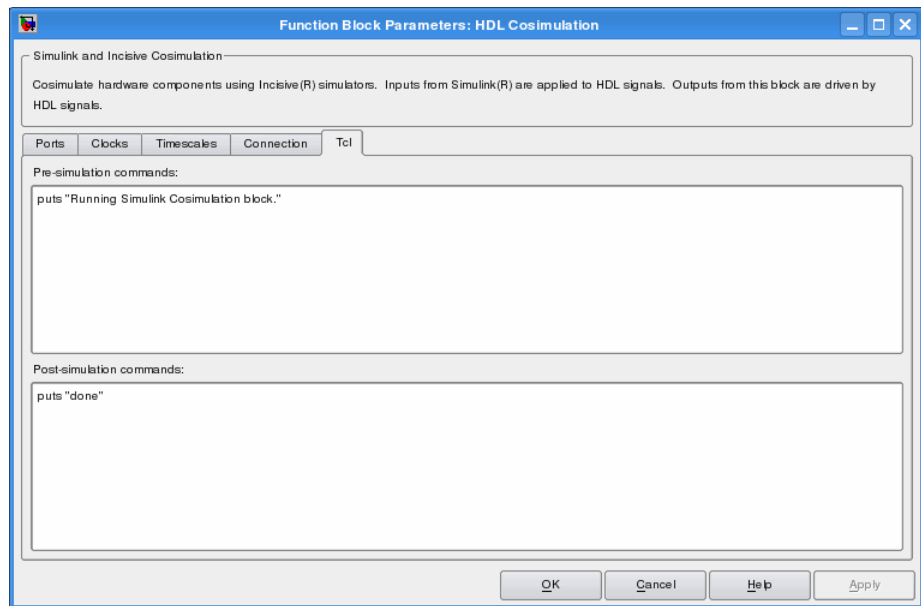 Function Block Parameters: HDL Cosimulation
Simulink and Incisive Cosimulation
Cosimulate hardware components using Incisive(R) simulators. Inputs from Simulink(R) are applied to HDL signals. Outputs from this block are driven by
HDL signals.
Ports Clocks Timescales Connection Tcl
Pre-simulation commands:
puts "Running Simulink Cosimulation block."
Post-simulation commands:
puts "done"
OK Cancel Help Apply